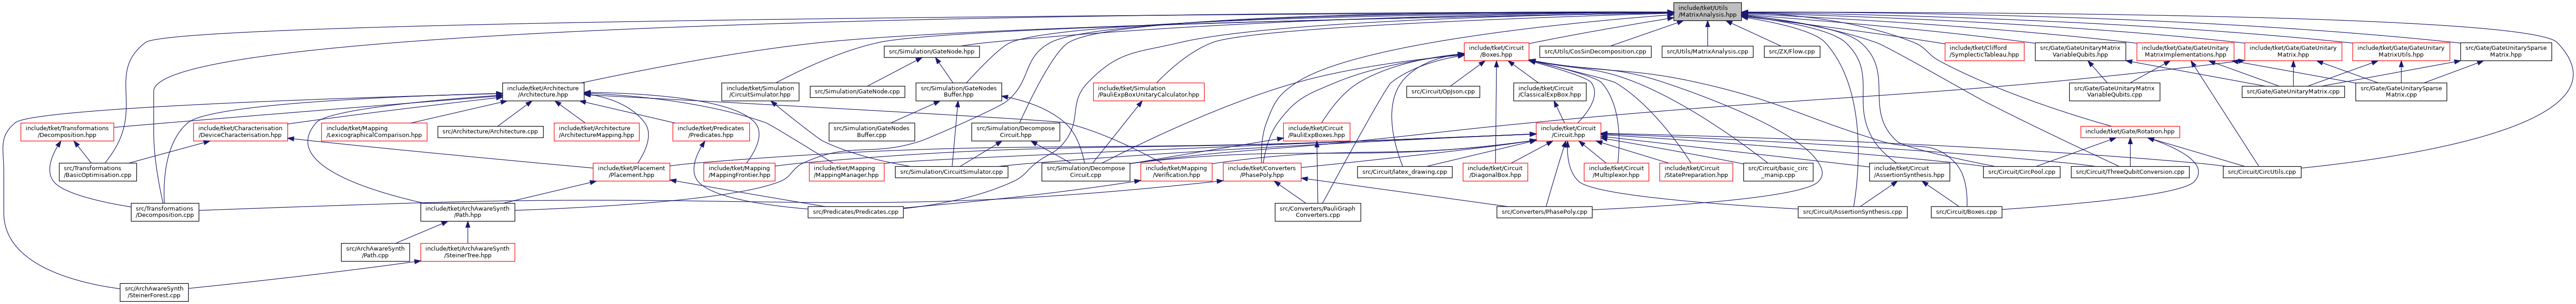 include/tket/Utils
/MatrixAnalysis.hpp
src/Simulation/GateNode.hpp
include/tket/Circuit
/Boxes.hpp
src/Utils/CosSinDecomposition.cpp
src/Utils/MatrixAnalysis.cpp
src/ZX/Flow.cpp
include/tket/Clifford
/SymplecticTableau.hpp
src/Gate/GateUnitaryMatrix
VariableQubits.hpp
include/tket/Gate/GateUnitary
MatrixImplementations.hpp
include/tket/Gate/GateUnitary
Matrix.hpp
include/tket/Gate/GateUnitary
MatrixUtils.hpp
src/Gate/GateUnitarySparse
Matrix.hpp
include/tket/Architecture
/Architecture.hpp
include/tket/Simulation
/CircuitSimulator.hpp
src/Simulation/GateNode.cpp
src/Simulation/GateNodes
Buffer.hpp
include/tket/Simulation
/PauliExpBoxUnitaryCalculator.hpp
src/Circuit/OpJson.cpp
include/tket/Circuit
/ClassicalExpBox.hpp
src/Gate/GateUnitaryMatrix
VariableQubits.cpp
src/Gate/GateUnitaryMatrix.cpp
src/Gate/GateUnitarySparse
Matrix.cpp
include/tket/Transformations
/Decomposition.hpp
include/tket/Characterisation
/DeviceCharacterisation.hpp
include/tket/Mapping
/LexicographicalComparison.hpp
src/Architecture/Architecture.cpp
include/tket/Architecture
/ArchitectureMapping.hpp
include/tket/Predicates
/Predicates.hpp
src/Simulation/GateNodes
Buffer.cpp
src/Simulation/Decompose
Circuit.hpp
include/tket/Circuit
/PauliExpBoxes.hpp
include/tket/Circuit
/Circuit.hpp
include/tket/Gate/Rotation.hpp
src/Transformations
/BasicOptimisation.cpp
include/tket/Placement
/Placement.hpp
include/tket/Mapping
/MappingFrontier.hpp
include/tket/Mapping
/MappingManager.hpp
src/Simulation/CircuitSimulator.cpp
src/Simulation/Decompose
Circuit.cpp
include/tket/Mapping
/Verification.hpp
include/tket/Converters
/PhasePoly.hpp
src/Circuit/latex_drawing.cpp
include/tket/Circuit
/DiagonalBox.hpp
include/tket/Circuit
/Multiplexor.hpp
include/tket/Circuit
/StatePreparation.hpp
src/Circuit/basic_circ
_manip.cpp
include/tket/Circuit
/AssertionSynthesis.hpp
src/Circuit/CircPool.cpp
src/Circuit/ThreeQubitConversion.cpp
src/Circuit/CircUtils.cpp
src/Transformations
/Decomposition.cpp
include/tket/ArchAwareSynth
/Path.hpp
src/Predicates/Predicates.cpp
src/Converters/PauliGraph
Converters.cpp
src/Converters/PhasePoly.cpp
src/Circuit/AssertionSynthesis.cpp
src/Circuit/Boxes.cpp
src/ArchAwareSynth
/Path.cpp
include/tket/ArchAwareSynth
/SteinerTree.hpp
src/ArchAwareSynth
/SteinerForest.cpp